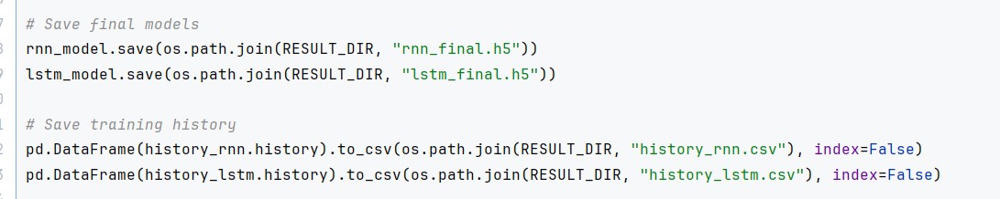 # Save final models
rnn_model.save(os.path.join(RESULT_DIR, "rnn_final.h5"))
lstm_model.save(os.path.join(RESULT_DIR, "lstm_final.h5"))
# Save training history
pd.DataFrame(history_rnn.history).to_csv(os.path.join(RESULT_DIR, "history_rnn.csv"), index=False)
pd.DataFrame(history_lstm.history).to_csv(os.path.join(RESULT_DIR, "history_lstm.csv"), index=False)